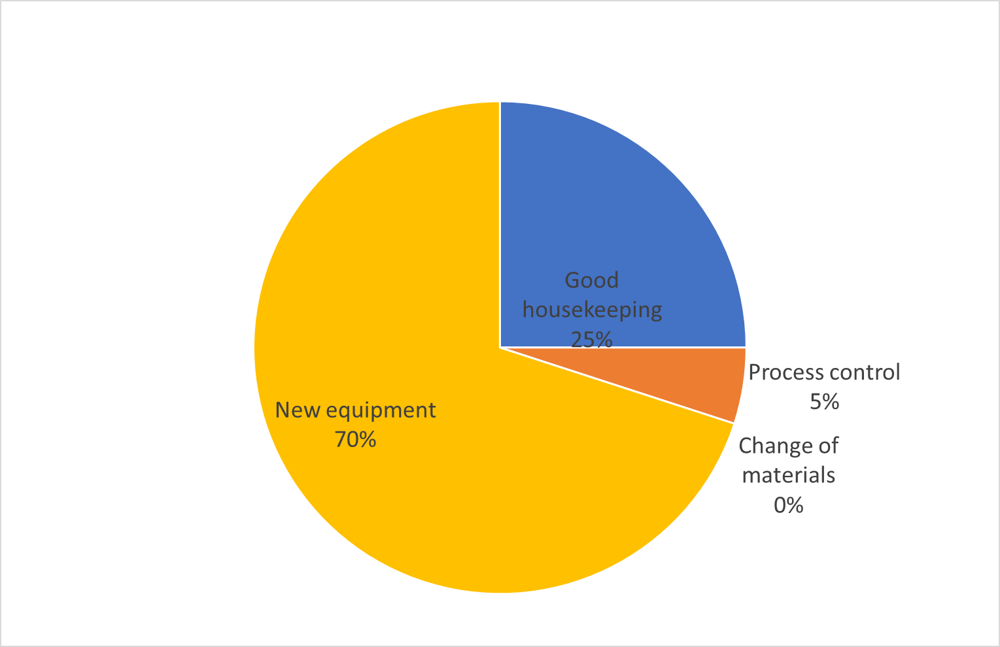 Good
housekeeping
25%
Process control
5%
Change of
materials
0%
New equipment
70%